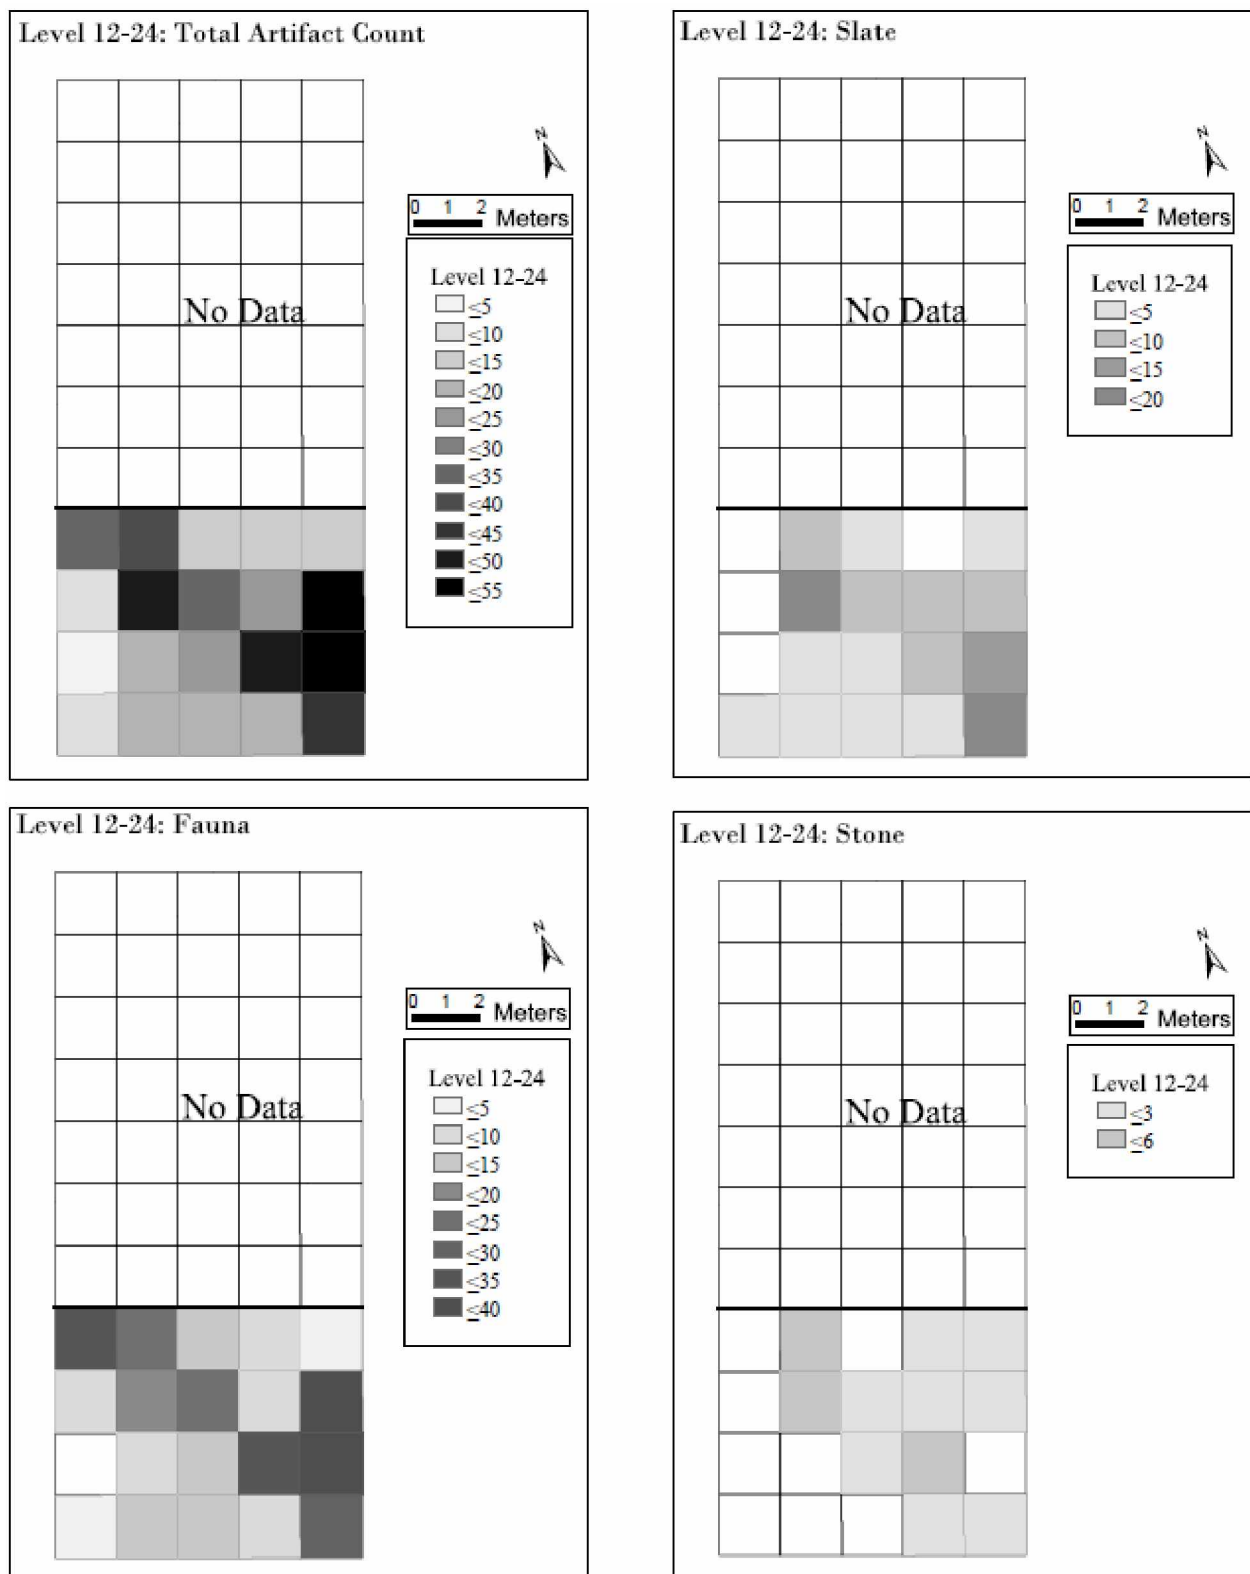 Level 12-24: Total Artifact Count
N
0 1 2 Meters
Level 12-24
≤5
≤10
≤15
≤20
≤25
≤30
≤35
≤40
≤45
≤50
≤55
No Data
Level 12-24: Slate
N
0 1 2 Meters
Level 12-24
≤5
≤10
≤15
≤20
No Data
Level 12-24: Fauna
N
0 1 2 Meters
Level 12-24
≤5
≤10
≤15
≤20
≤25
≤30
≤35
≤40
No Data
Level 12-24: Stone
N
0 1 2 Meters
Level 12-24
≤3
≤6
No Data